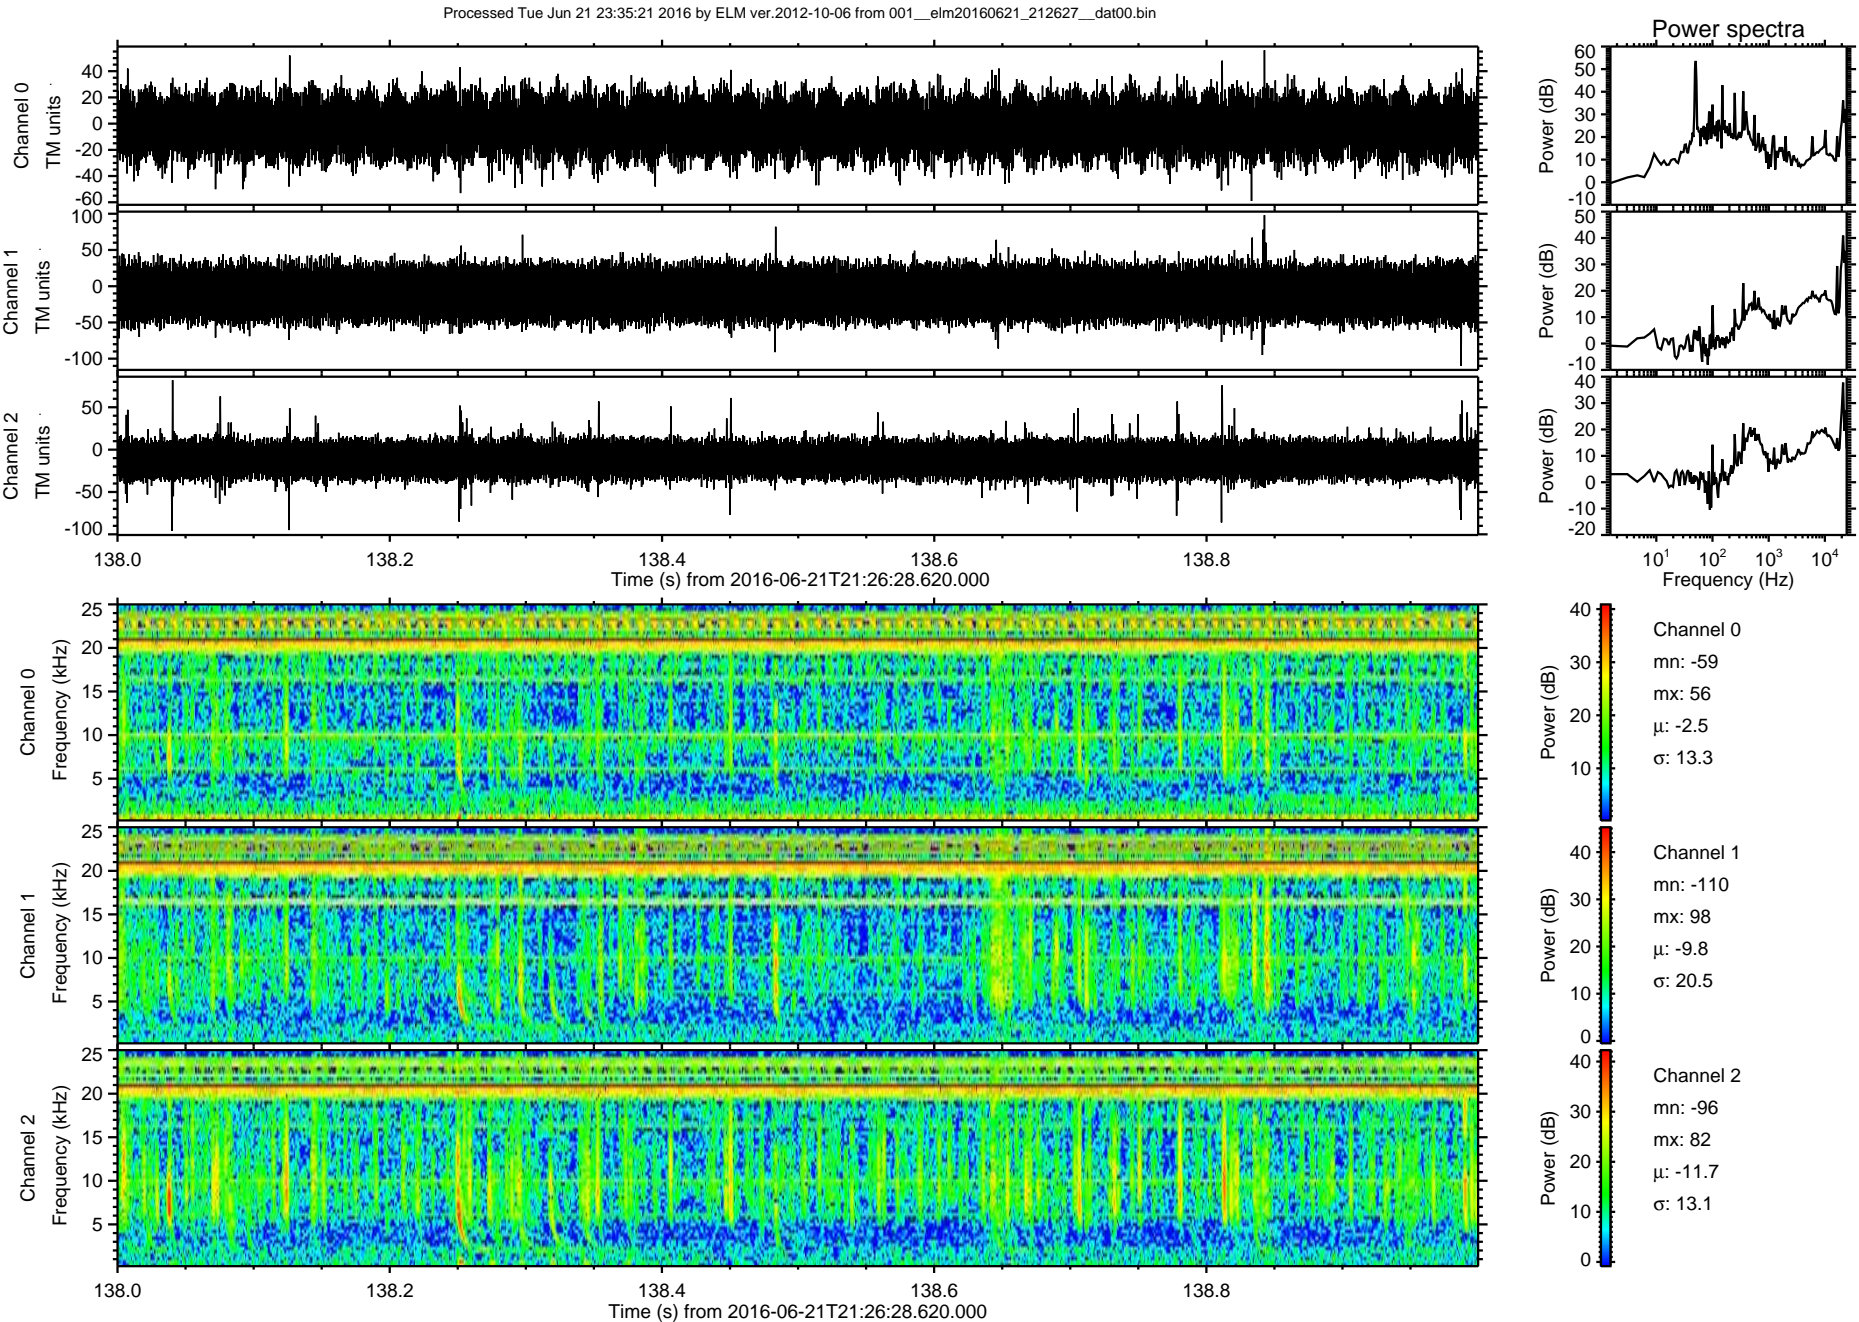 Processed Tue Jun 21 23:35:21 2016 by ELM ver.2012-10-06 from 001__elm20160621_212627__dat00.bin
Power spectra
Channel 0
TM units
40
20
0
-20
-40
-60
Power (dB)
60
50
40
30
20
10
0
-10
Channel 1
TM units
100
50
0
-50
-100
Power (dB)
50
40
30
20
10
0
-10
Channel 2
TM units
50
0
-50
-100
Power (dB)
40
30
20
10
0
-10
-20
138.0 138.2 138.4 138.6 138.8
Time (s) from 2016-06-21T21:26:28.620.000
10^1 10^2 10^3 10^4
Frequency (Hz)
Channel 0
Frequency (kHz)
25
20
15
10
5
Power (dB)
40
30
20
10
Channel 0
mn: -59
mx: 56
μ: -2.5
σ: 13.3
Channel 1
Frequency (kHz)
25
20
15
10
5
Power (dB)
40
30
20
10
0
Channel 1
mn: -110
mx: 98
μ: -9.8
σ: 20.5
Channel 2
Frequency (kHz)
25
20
15
10
5
Power (dB)
40
30
20
10
0
Channel 2
mn: -96
mx: 82
μ: -11.7
σ: 13.1
138.0 138.2 138.4 138.6 138.8
Time (s) from 2016-06-21T21:26:28.620.000